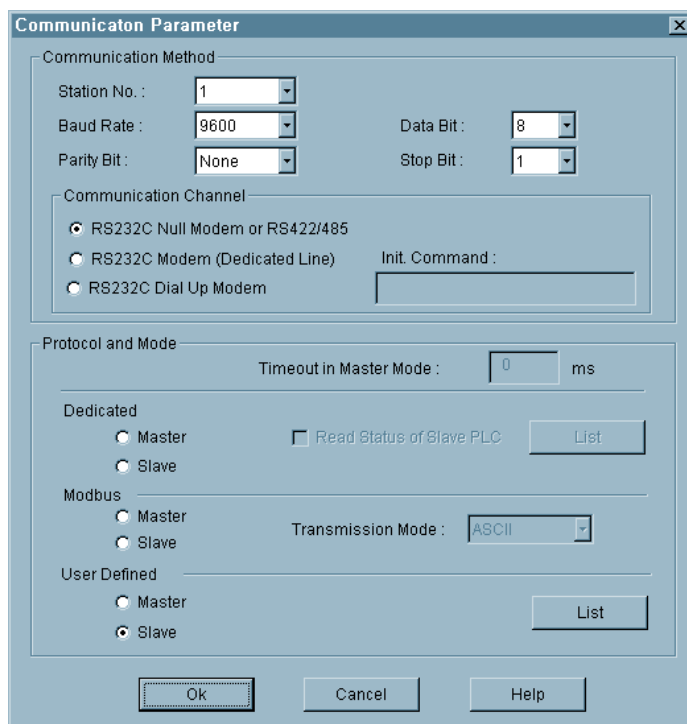 Communicaton Parameter
Communication Method
Station No. : 1
Baud Rate : 9600 Data Bit : 8
Parity Bit : None Stop Bit : 1
Communication Channel
RS232C Null Modem or RS422/485
RS232C Modem (Dedicated Line) Init. Command :
RS232C Dial Up Modem
Protocol and Mode
Timeout in Master Mode : 0 ms
Dedicated
Master Read Status of Slave PLC List
Slave
Modbus
Master
Slave Transmission Mode : ASCII
User Defined
Master
List
Slave
Ok Cancel Help